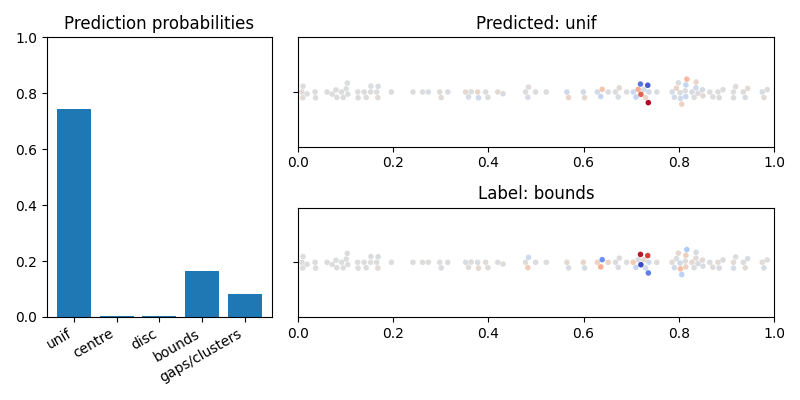 Prediction probabilities
1.0
0.8
0.6
0.4
0.2
0.0
unif
centre
disc
bounds
gaps/clusters
Predicted: unif
0.0 0.2 0.4 0.6 0.8 1.0
Label: bounds
0.0 0.2 0.4 0.6 0.8 1.0